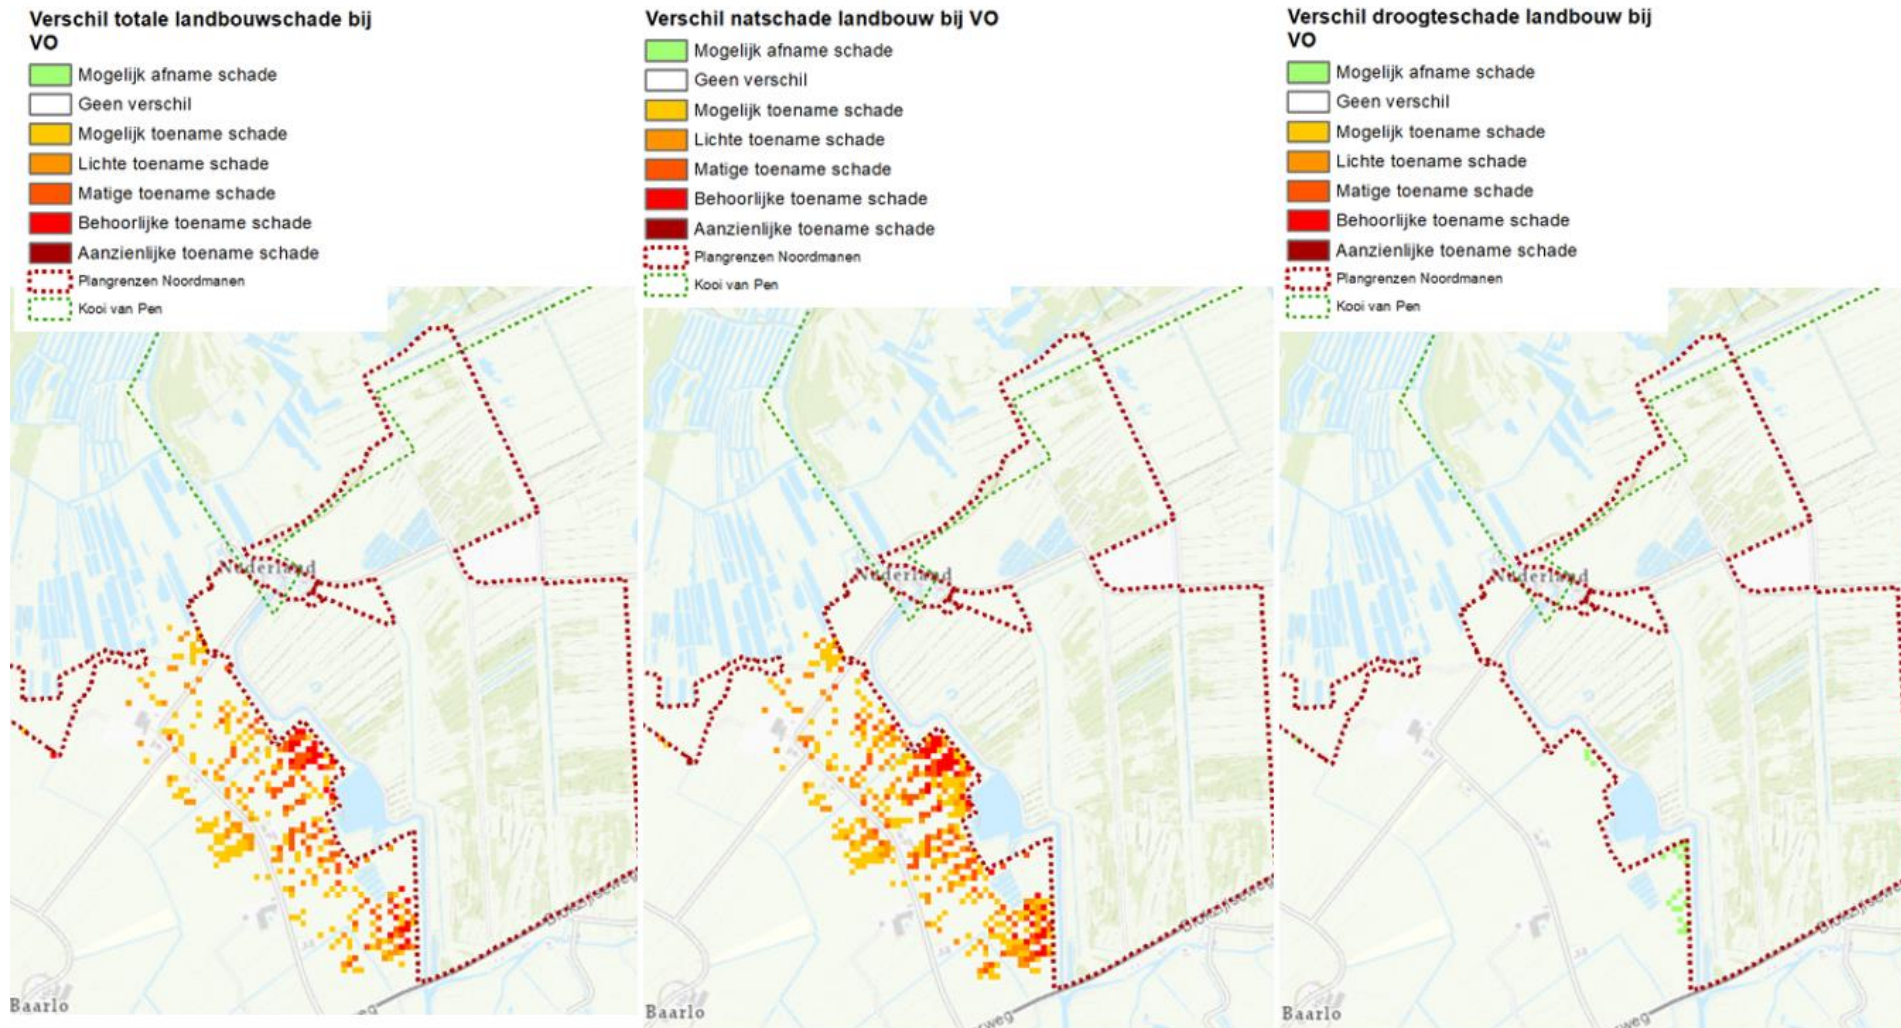 Verschil totale landbouwschade bij
VO
Mogelijk afname schade
Geen verschil
Mogelijk toename schade
Lichte toename schade
Matige toename schade
Behoorlijke toename schade
Aanzienlijke toename schade
Plangrenzen Noordmanen
Kooi van Pen
Nederland
Baarlo
Verschil natschade landbouw bij VO
Mogelijk afname schade
Geen verschil
Mogelijk toename schade
Lichte toename schade
Matige toename schade
Behoorlijke toename schade
Aanzienlijke toename schade
Plangrenzen Noordmanen
Kooi van Pen
Nederland
Baarlo
Verschil droogteschade landbouw bij
VO
Mogelijk afname schade
Geen verschil
Mogelijk toename schade
Lichte toename schade
Matige toename schade
Behoorlijke toename schade
Aanzienlijke toename schade
Plangrenzen Noordmanen
Kooi van Pen
Nederland
Baarlo